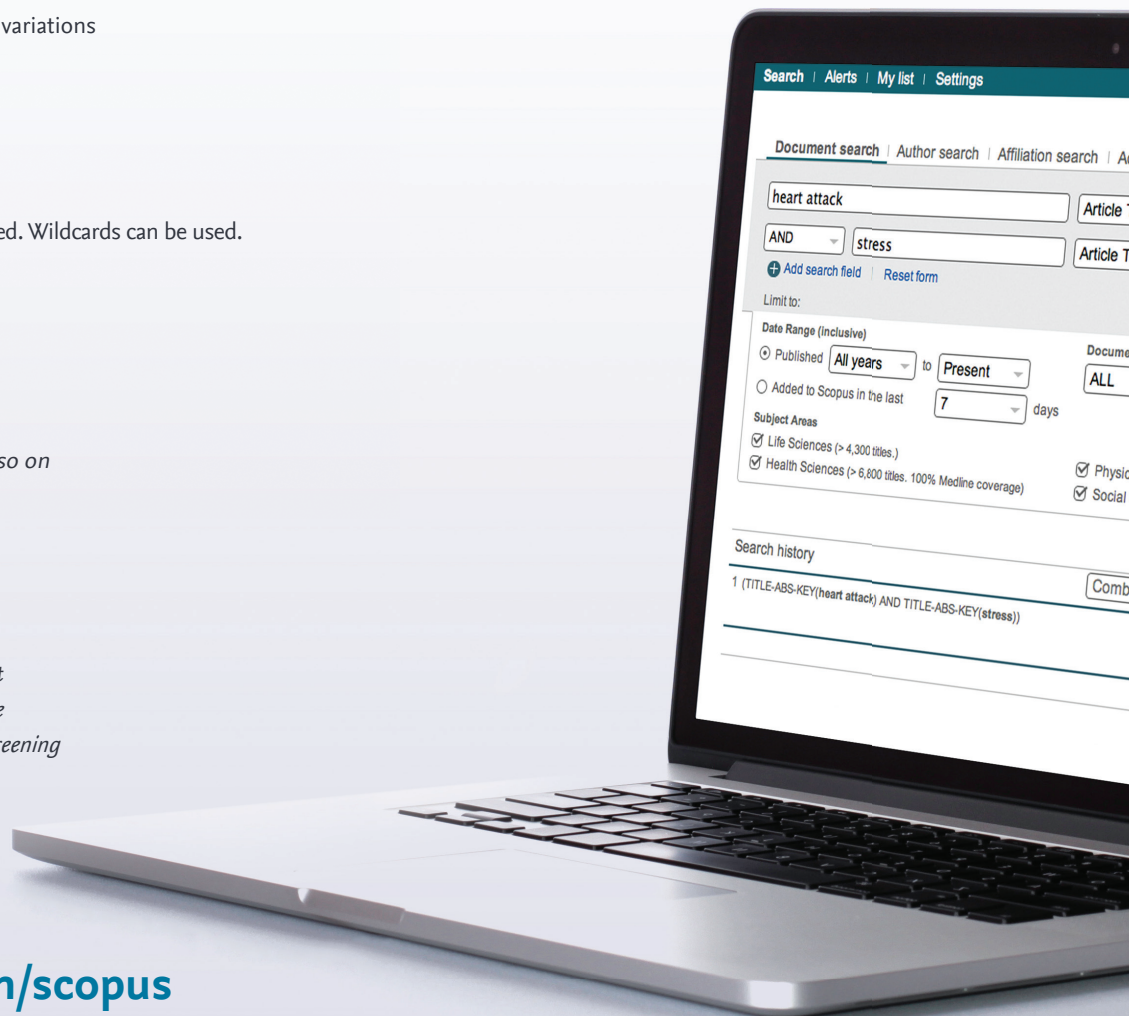 variations
ed. Wildcards can be used.
so on
reening
n/scopus
Search | Alerts | My list | Settings
Document search | Author search | Affiliation search |
heart attack
Article
AND stress
Article
Add search field | Reset form
Limit to:
Date Range (inclusive)
Published All years to Present
ALL
Added to Scopus in the last 7 days
Subject Areas
Life Sciences (> 4,300 titles.)
Health Sciences (> 6,800 titles. 100% Medline coverage)
Social
Search history
1 (TITLE-ABS-KEY(heart attack) AND TITLE-ABS-KEY(stress))